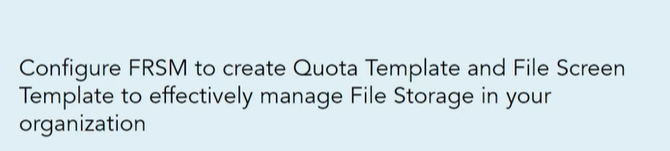 Configure FRSM to create Quota Template and File Screen
Template to effectively manage File Storage in your
organization